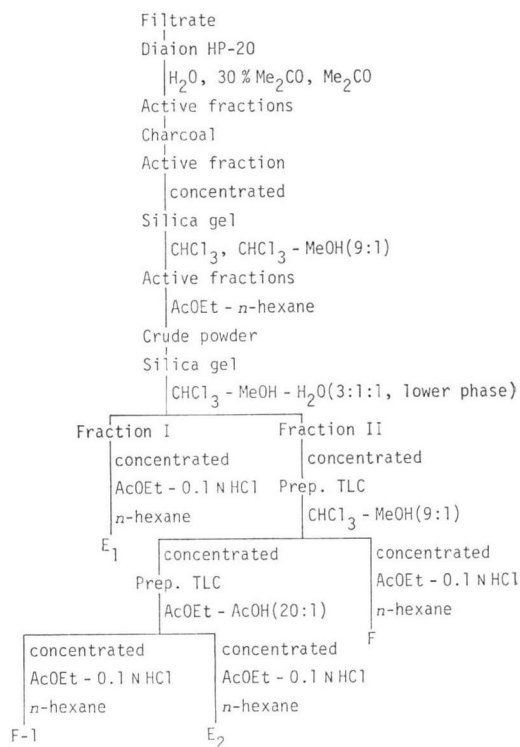 Filtrate
Diaion HP-20
H₂O, 30 % Me₂CO, Me₂CO
Active fractions
Charcoal
Active fraction
concentrated
Silica gel
CHCl₃, CHCl₃ - MeOH(9:1)
Active fractions
AcOEt - n-hexane
Crude powder
Silica gel
CHCl₃ - MeOH - H₂O(3:1:1, lower phase)
Fraction I
concentrated
AcOEt - 0.1 N HCl
n-hexane
E₁
Fraction II
concentrated
Prep. TLC
CHCl₃ - MeOH(9:1)
concentrated
Prep. TLC
AcOEt - AcOH(20:1)
concentrated
AcOEt - 0.1 N HCl
n-hexane
F
concentrated
AcOEt - 0.1 N HCl
n-hexane
F-1
concentrated
AcOEt - 0.1 N HCl
n-hexane
E₂